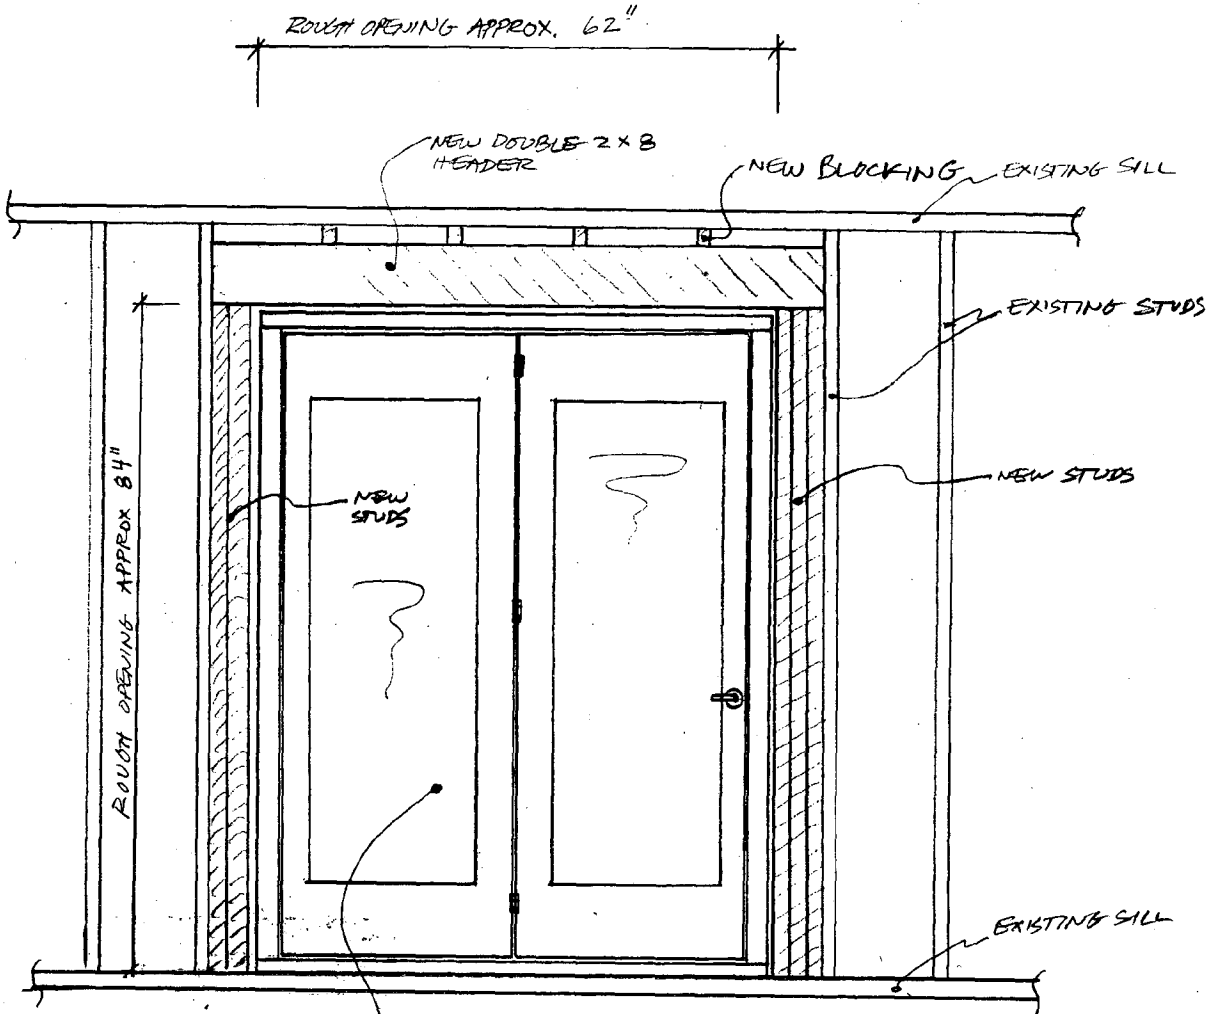 ROUGH OPENING APPROX. 62"
NEW DOUBLE 2 x 8
HEADER
NEW BLOCKING
EXISTING SILL
EXISTING STUDS
NEW STUDS
NEW
STUDS
ROUGH OPENING APPROX 84"
EXISTING SILL